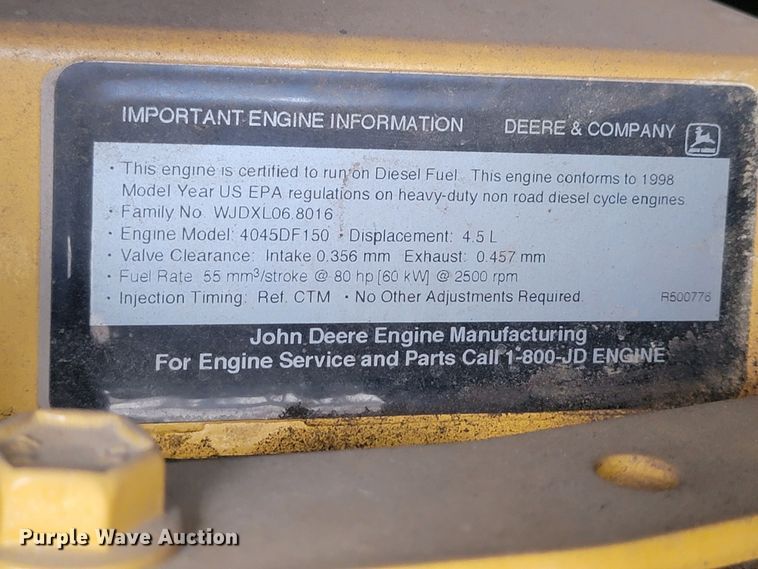 IMPORTANT ENGINE INFORMATION DEERE & COMPANY
• This engine is certified to run on Diesel Fuel. This engine conforms to 1998
Model Year US EPA regulations on heavy-duty non road diesel cycle engines
• Family No. WJDXL06.8016
• Engine Model: 4045DF150 • Displacement: 4.5 L
• Valve Clearance: Intake 0.356 mm Exhaust: 0.457 mm
• Fuel Rate 55 mm³/stroke @ 80 hp [60 kW] @ 2500 rpm
• Injection Timing: Ref. CTM • No Other Adjustments Required. R500776
John Deere Engine Manufacturing
For Engine Service and Parts Call 1-800-JD ENGINE
Purple Wave Auction